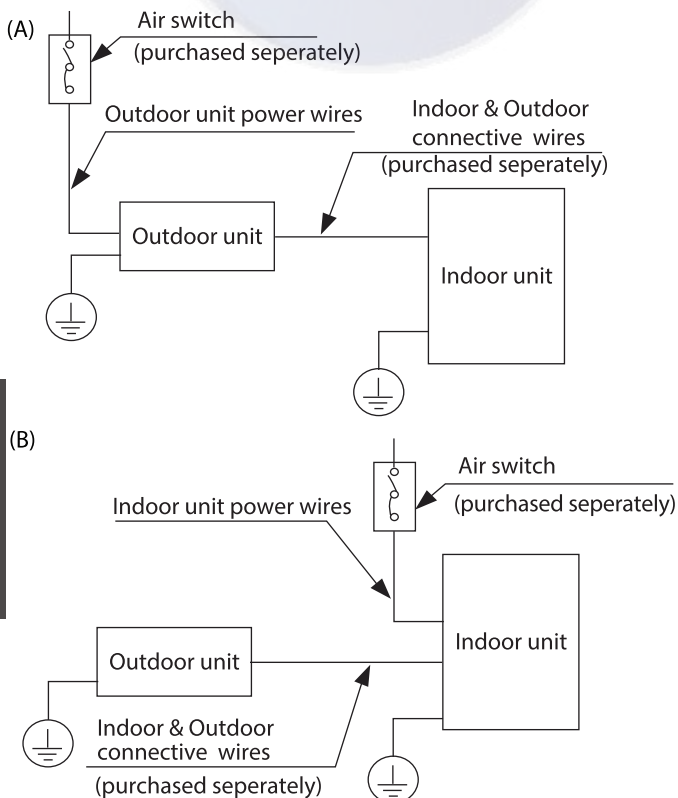 (A)
Air switch
(purchased seperately)
Outdoor unit power wires
Indoor & Outdoor
connective wires
(purchased seperately)
Outdoor unit
Indoor unit
(B)
Air switch
(purchased seperately)
Indoor unit power wires
Indoor unit
Outdoor unit
Indoor & Outdoor
connective wires
(purchased seperately)